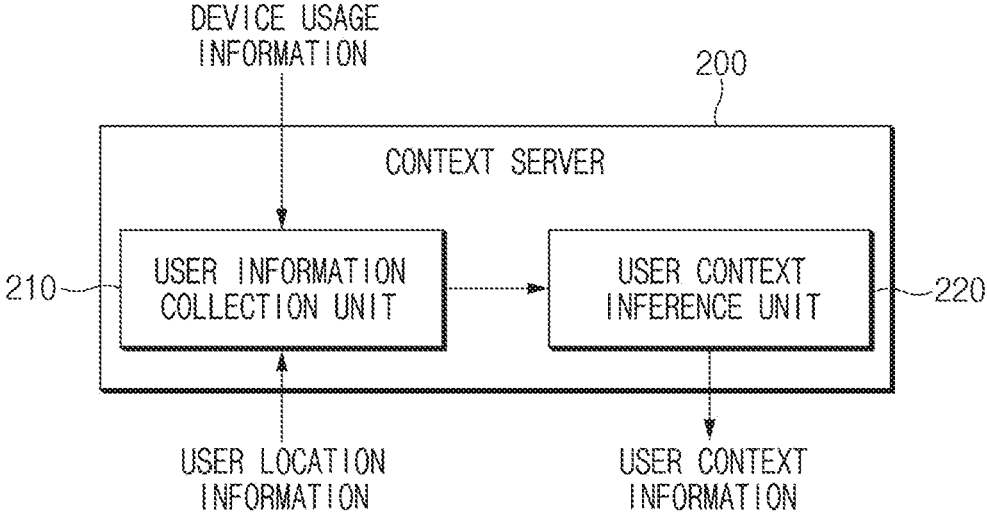 DEVICE USAGE
INFORMATION
200
CONTEXT SERVER
210
USER INFORMATION
COLLECTION UNIT
USER CONTEXT
INFERENCE UNIT
220
USER LOCATION
INFORMATION
USER CONTEXT
INFORMATION